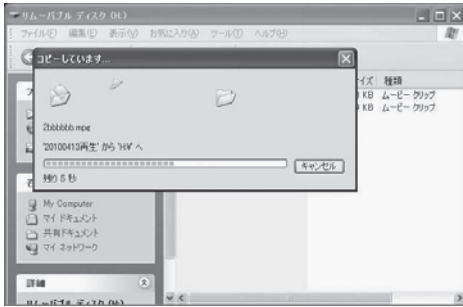 リムーバブル ディスク (H:)
ファイル(F) 編集(E) 表示(V) お気に入り(A) ツール(T) ヘルプ(H)
コピーしています...
イズ 種類
KB ムービー クリップ
KB ムービー クリップ
2bbbbbb.mpg
'20100413再生' から 'H:¥' へ
キャンセル
残り 5 秒
My Computer
マイ ドキュメント
共有ドキュメント
マイ ネットワーク
詳細
リムーバブル ディスク (H:)